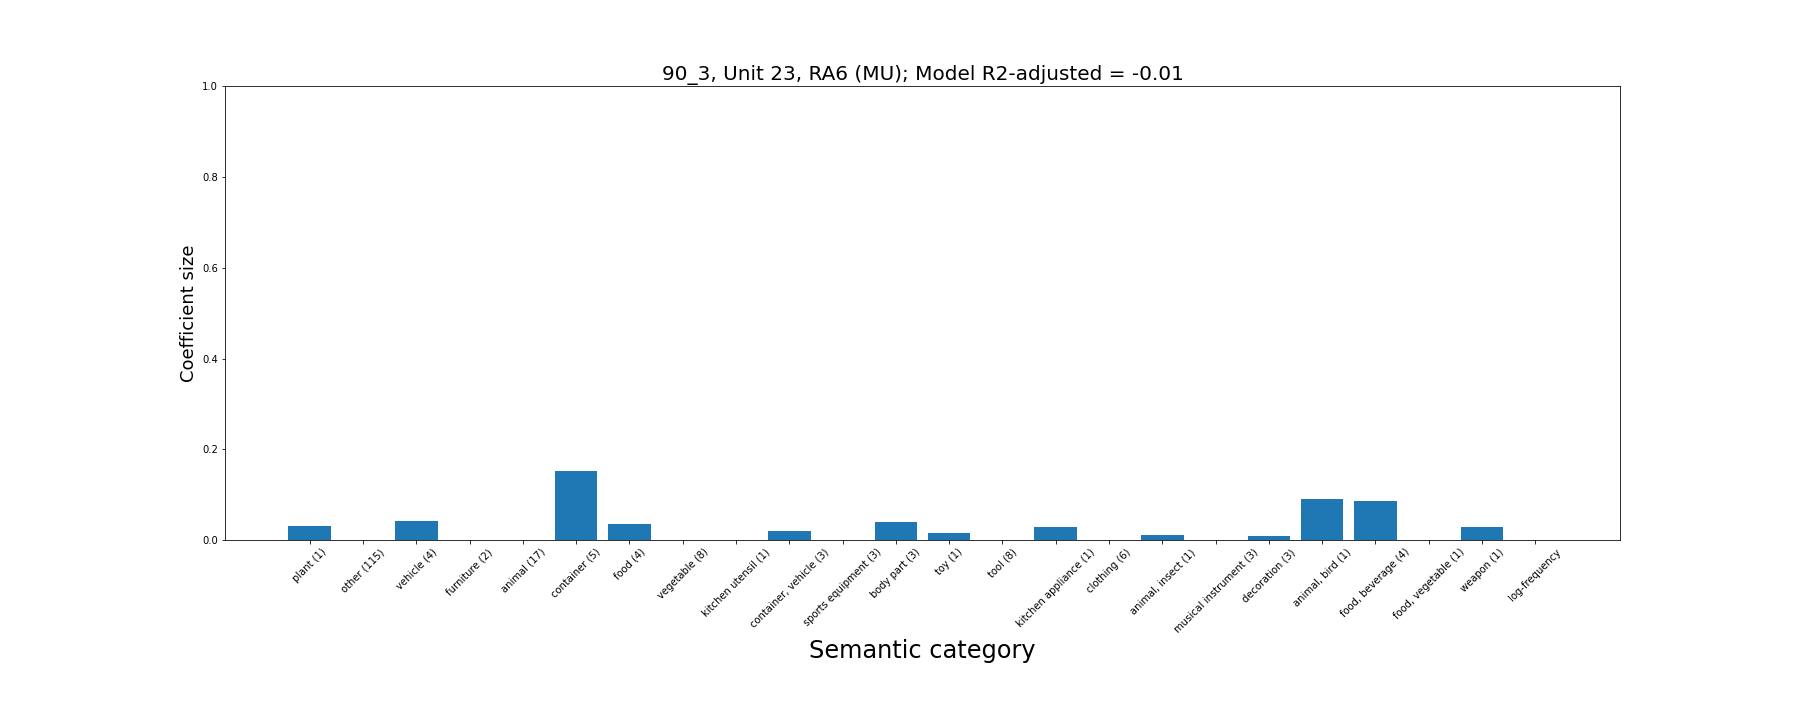 90_3, Unit 23, RA6 (MU); Model R2-adjusted = -0.01
1.0
0.8
0.6
0.4
0.2
0.0
Coefficient size
plant (1)
other (115)
vehicle (4)
furniture (2)
animal (17)
container (5)
food (4)
vegetable (8)
kitchen utensil (1)
container, vehicle (3)
sports equipment (3)
body part (3)
toy (1)
tool (8)
kitchen appliance (1)
clothing (6)
animal, insect (1)
musical instrument (3)
decoration (3)
animal, bird (1)
food, beverage (4)
food, vegetable (1)
weapon (1)
log-frequency
Semantic category